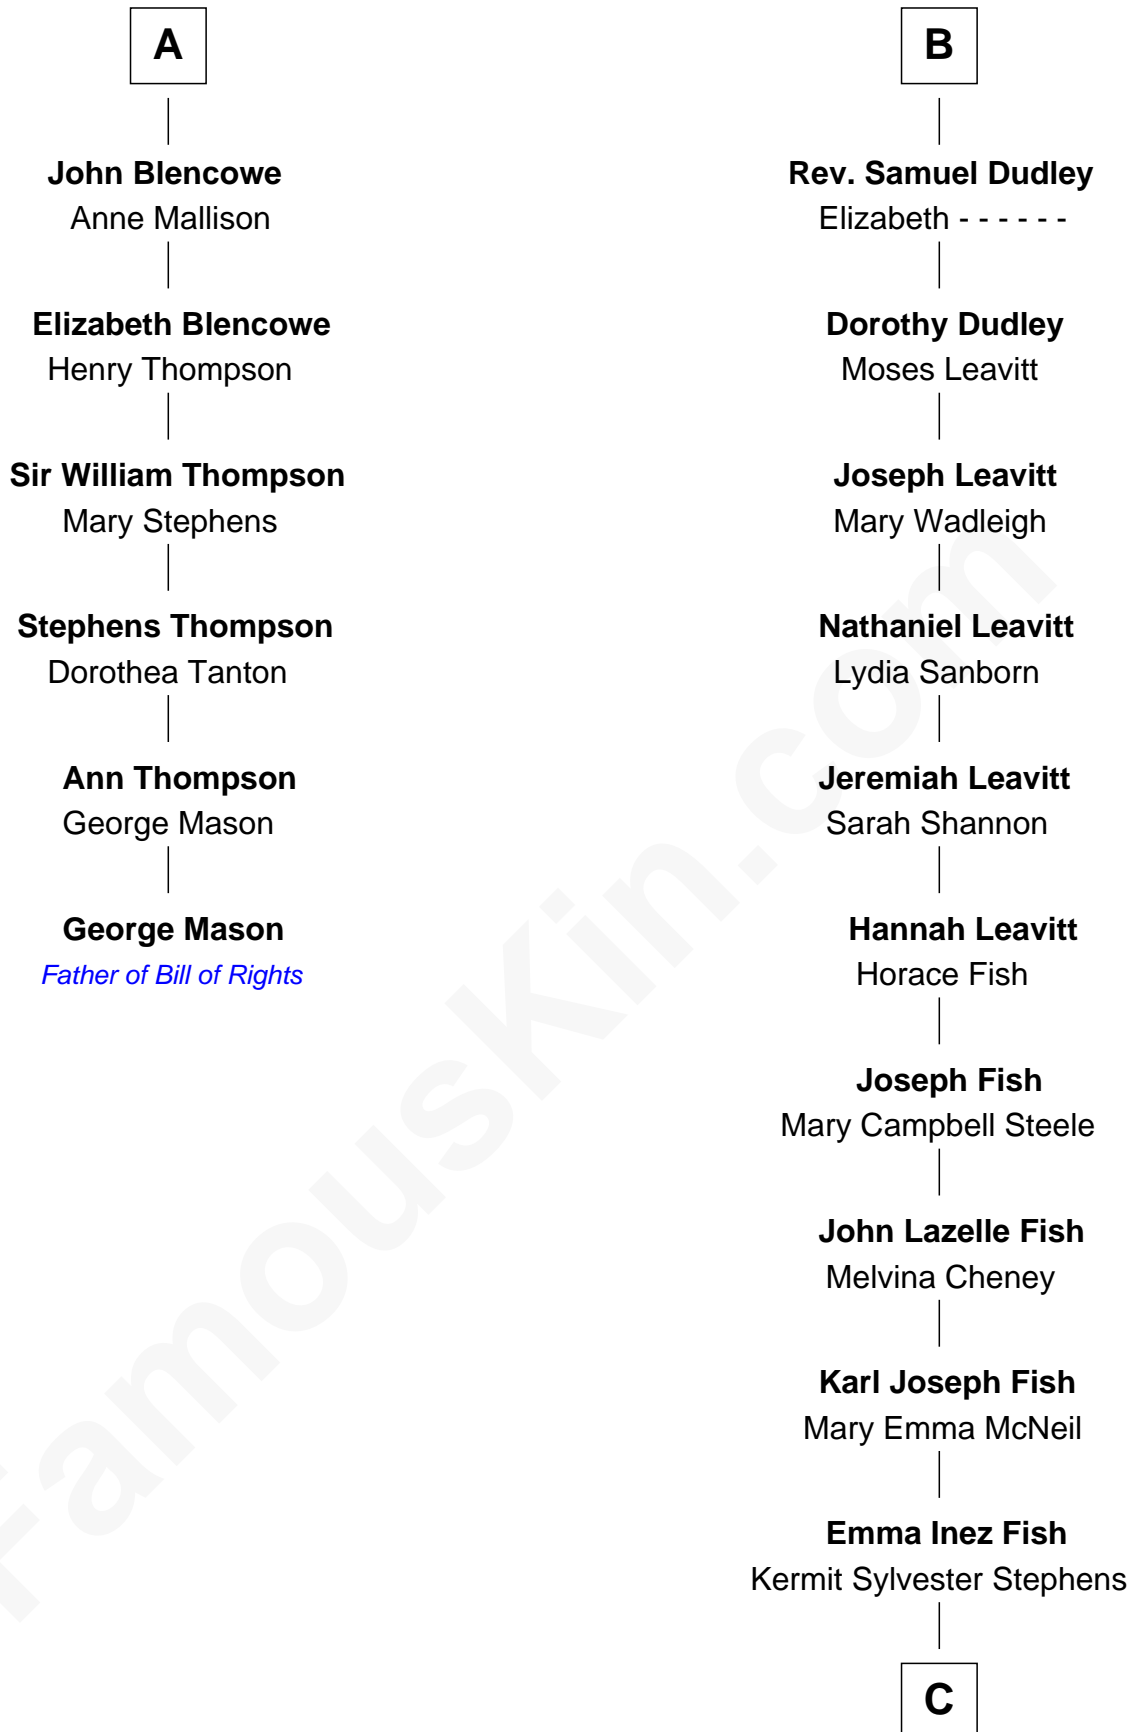 A
John Blencowe
Anne Mallison
Elizabeth Blencowe
Henry Thompson
Sir William Thompson
Mary Stephens
Stephens Thompson
Dorothea Tanton
Ann Thompson
George Mason
George Mason
Father of Bill of Rights
B
Rev. Samuel Dudley
Elizabeth - - - - - -
Dorothy Dudley
Moses Leavitt
Joseph Leavitt
Mary Wadleigh
Nathaniel Leavitt
Lydia Sanborn
Jeremiah Leavitt
Sarah Shannon
Hannah Leavitt
Horace Fish
Joseph Fish
Mary Campbell Steele
John Lazelle Fish
Melvina Cheney
Karl Joseph Fish
Mary Emma McNeil
Emma Inez Fish
Kermit Sylvester Stephens
C
FamousKin.com